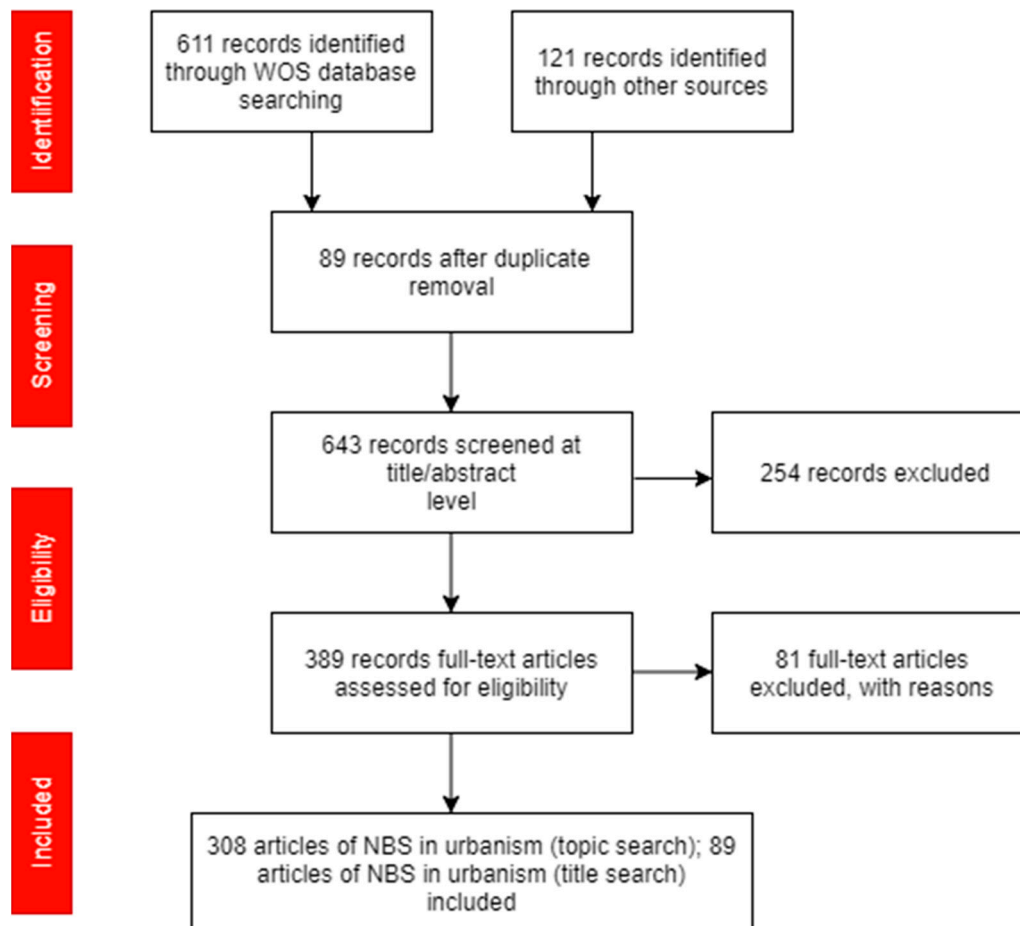 Identification
611 records identified
through WOS database
searching
121 records identified
through other sources
Screening
89 records after duplicate
removal
643 records screened at
title/abstract
level
254 records excluded
Eligibility
389 records full-text articles
assessed for eligibility
81 full-text articles
excluded, with reasons
Included
308 articles of NBS in urbanism (topic search); 89
articles of NBS in urbanism (title search)
included